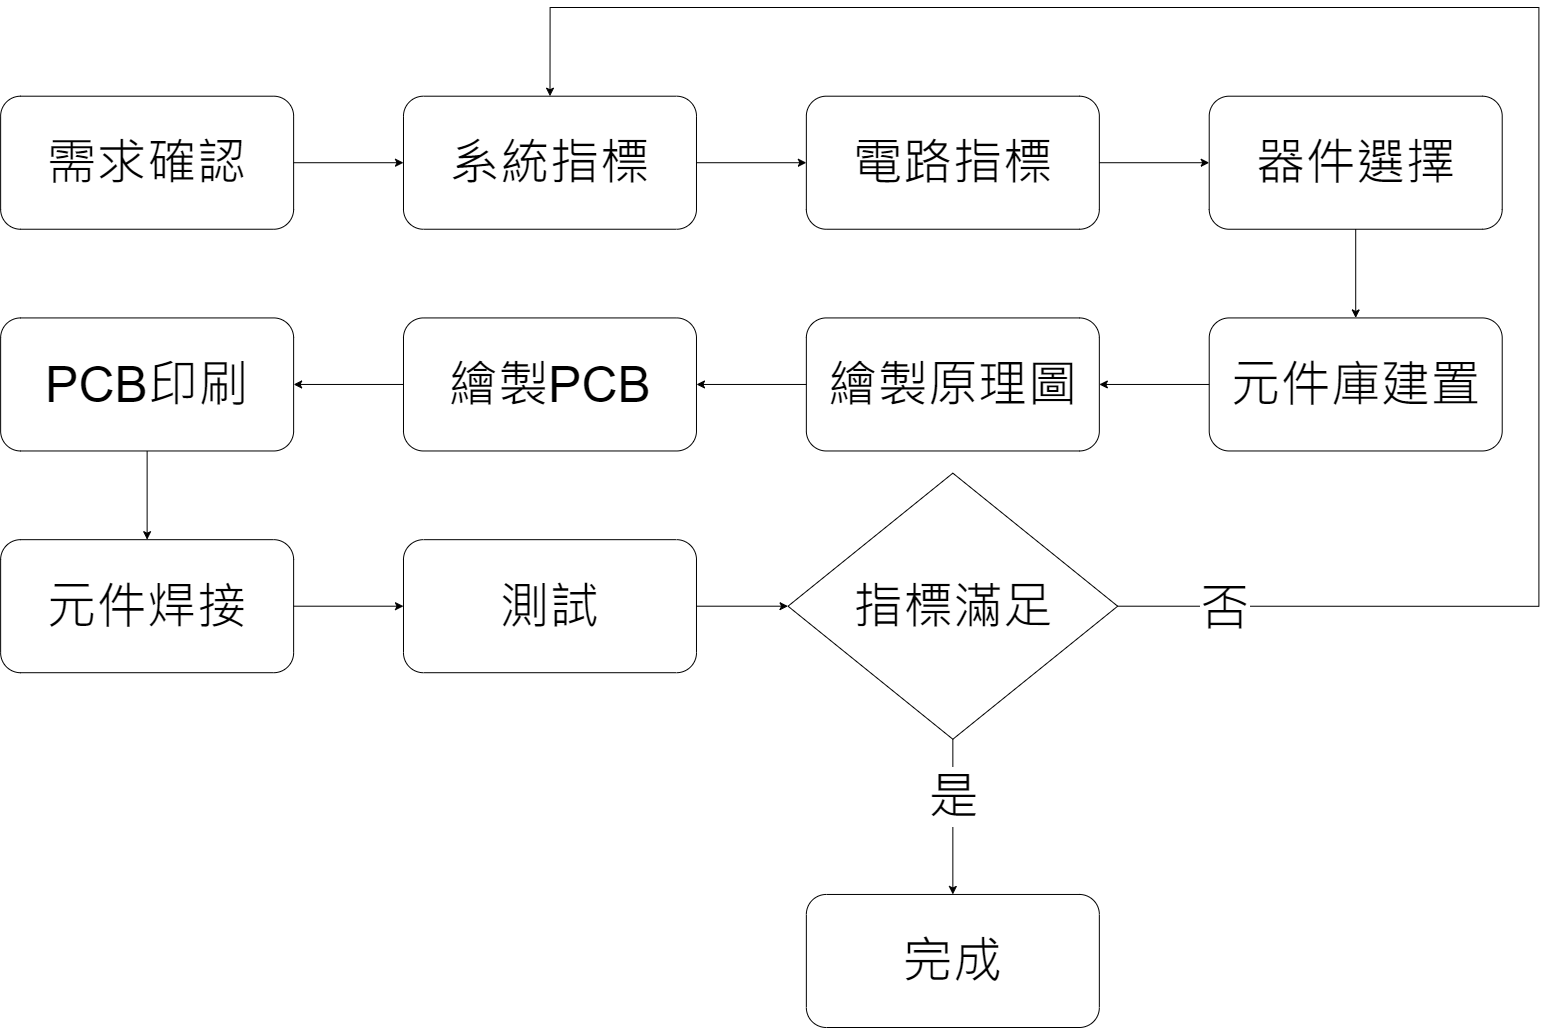 需求確認
系統指標
電路指標
器件選擇
PCB印刷
繪製PCB
繪製原理圖
元件庫建置
元件焊接
測試
指標滿足
否
是
完成